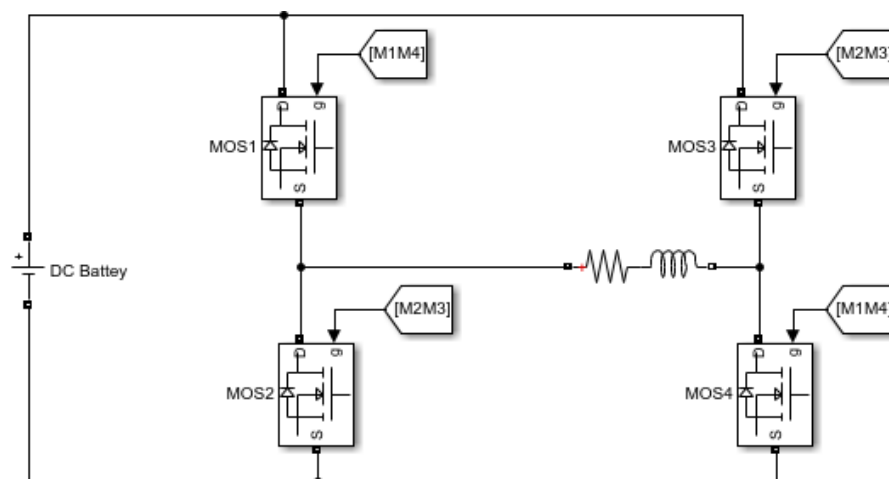 [M1M4]
[M2M3]
D
g
D
g
MOS1
MOS3
S
S
+
DC Battey
+
[M2M3]
[M1M4]
D
g
D
g
MOS2
MOS4
S
S